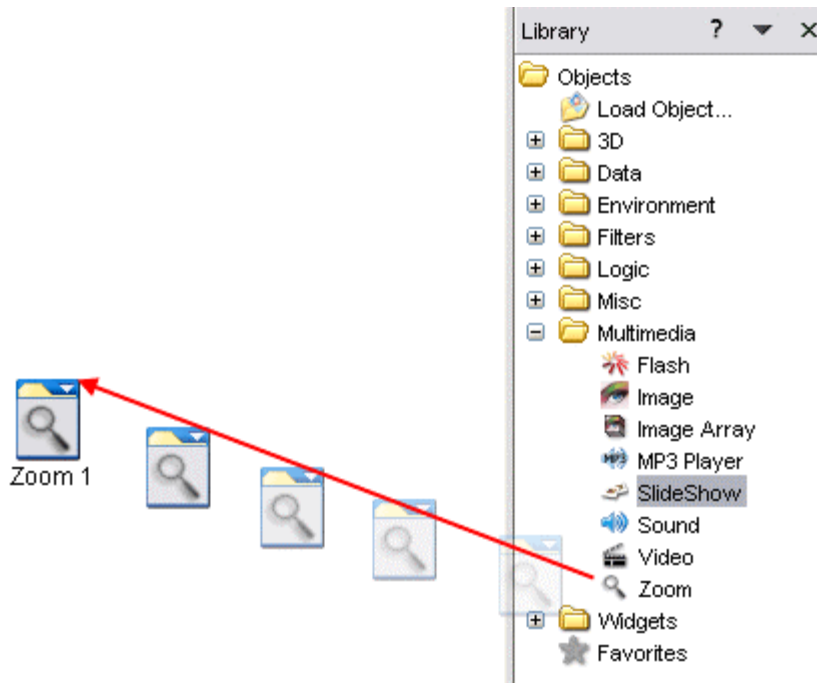 Library ?
Objects
Load Object...
3D
Data
Environment
Filters
Logic
Misc
Multimedia
Flash
Image
Image Array
MP3 MP3 Player
SlideShow
Sound
Video
Zoom
Widgets
Favorites
Zoom 1